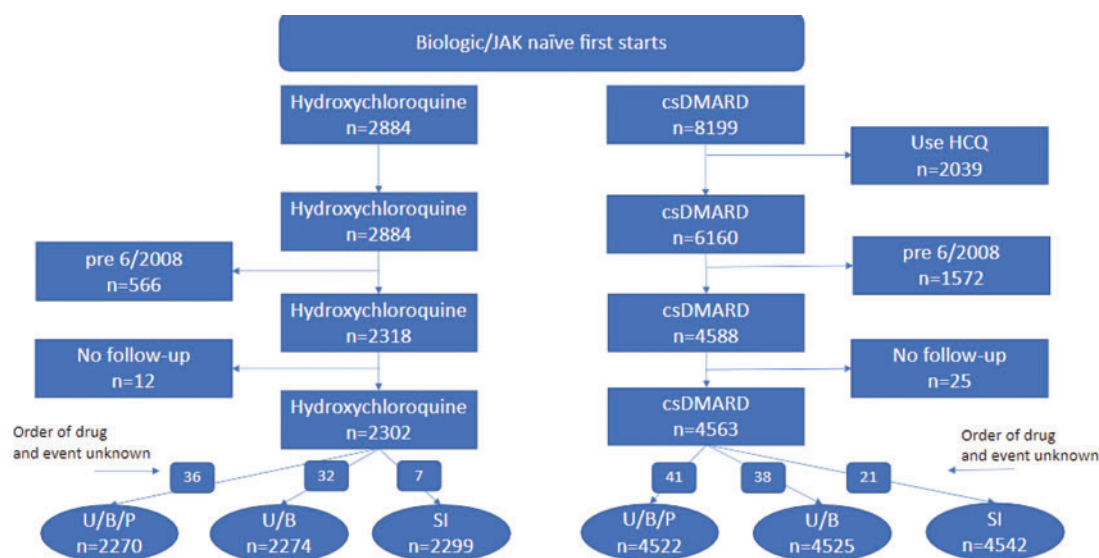 Biologic/JAK naïve first starts
Hydroxychloroquine
n=2884
csDMARD
n=8199
Use HCQ
n=2039
Hydroxychloroquine
n=2884
csDMARD
n=6160
pre 6/2008
n=566
pre 6/2008
n=1572
Hydroxychloroquine
n=2318
csDMARD
n=4588
No follow-up
n=12
No follow-up
n=25
Hydroxychloroquine
n=2302
csDMARD
n=4563
Order of drug
and event unknown
Order of drug
and event unknown
36
32
7
41
38
21
U/B/P
n=2270
U/B
n=2274
SI
n=2299
U/B/P
n=4522
U/B
n=4525
SI
n=4542